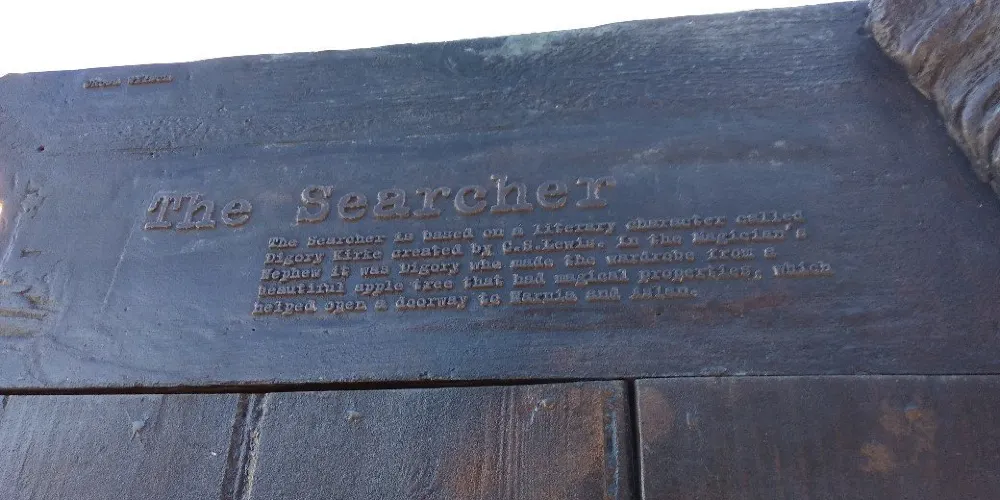 Ross Wilson
The Searcher
The Searcher is based on a literary character called
Digory Kirke created by C.S.Lewis. in the Magician's
Nephew it was Digory who made the wardrobe from a
beautiful apple tree that had magical properties, which
helped open a doorway to Narnia and Aslan.